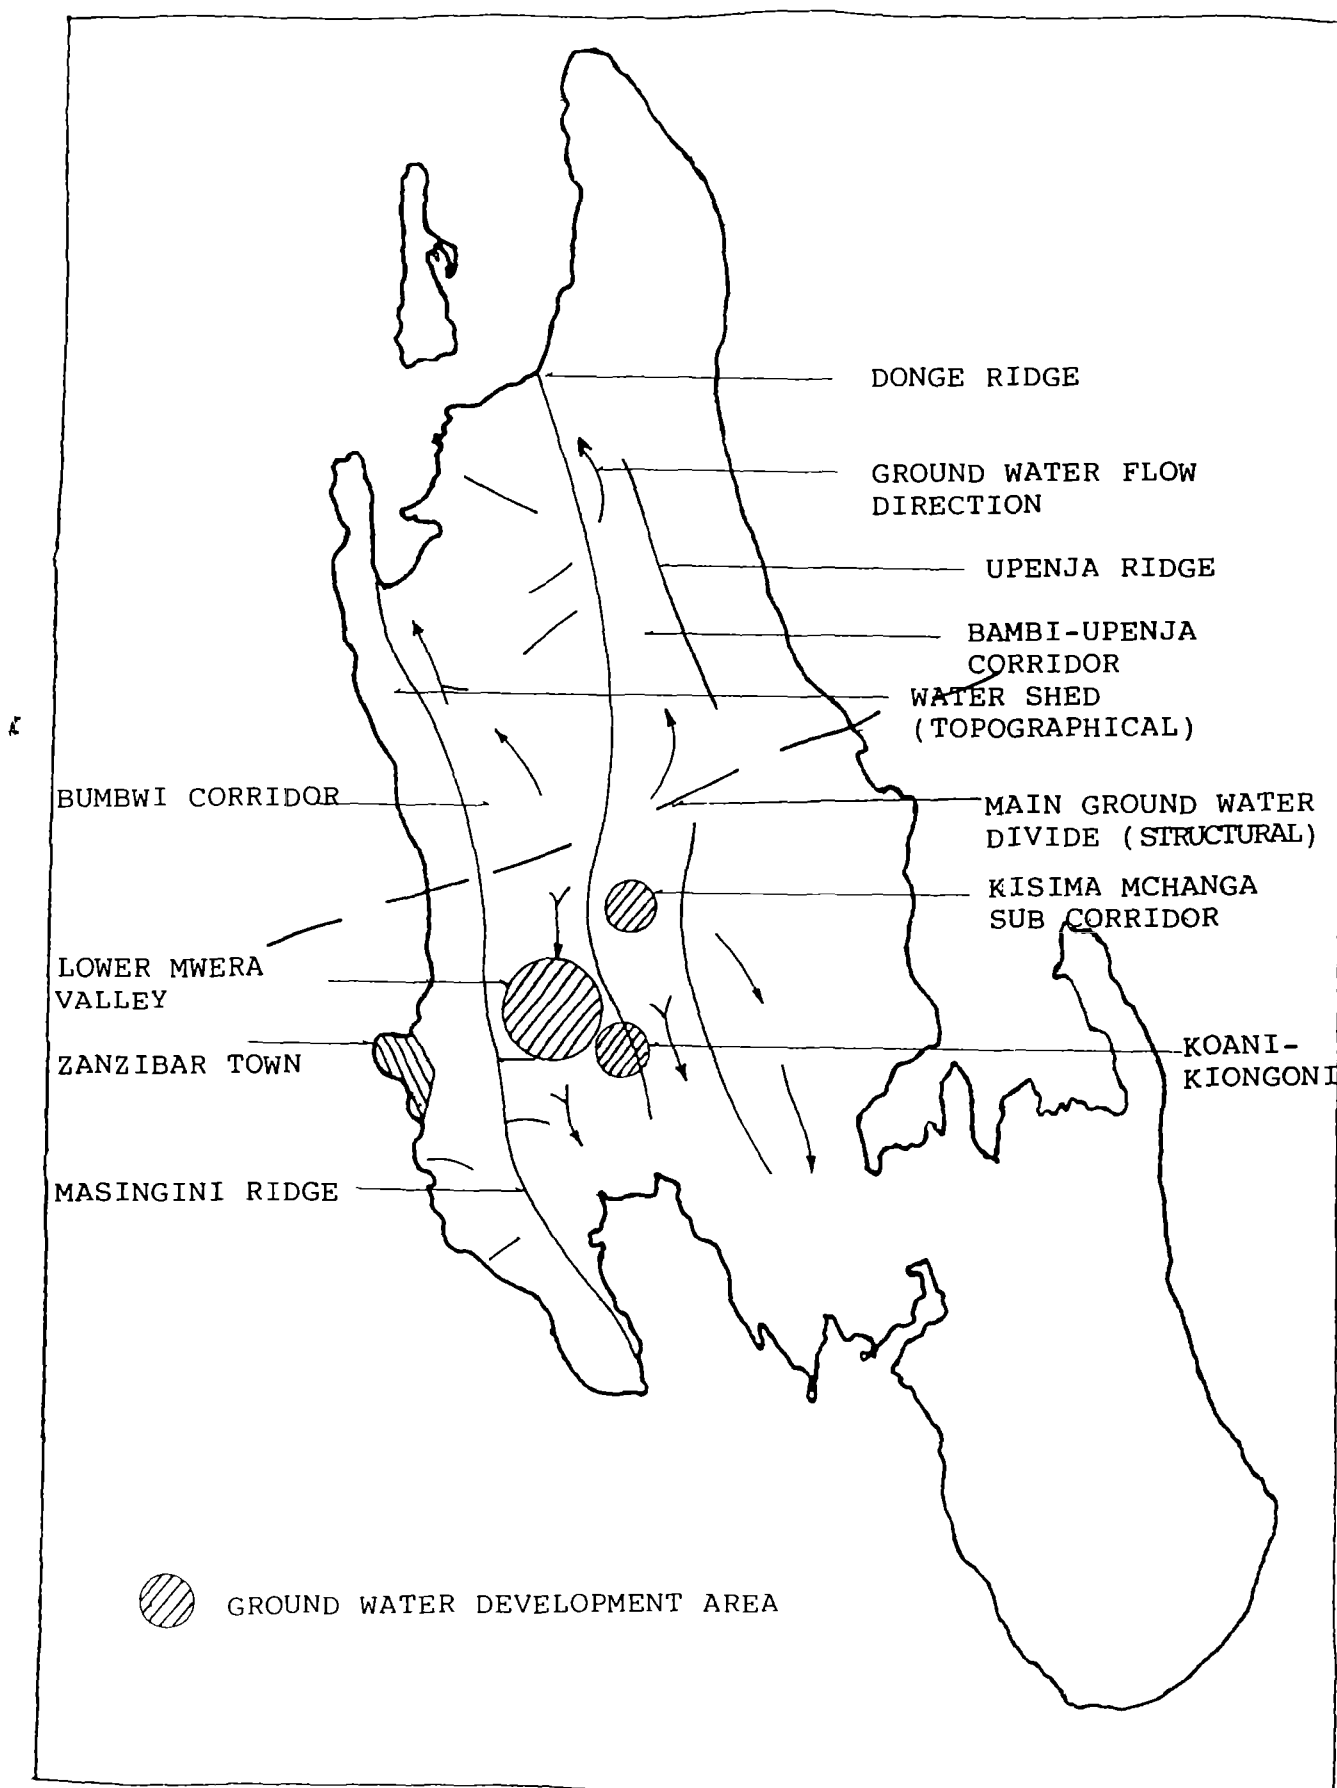 DONGE RIDGE
GROUND WATER FLOW
DIRECTION
UPENJA RIDGE
BAMBI-UPENJA
CORRIDOR
WATER SHED
(TOPOGRAPHICAL)
BUMBWI CORRIDOR
MAIN GROUND WATER
DIVIDE (STRUCTURAL)
KISIMA MCHANGA
SUB CORRIDOR
LOWER MWERA
VALLEY
ZANZIBAR TOWN
KOANI-
KIONGONI
MASINGINI RIDGE
GROUND WATER DEVELOPMENT AREA